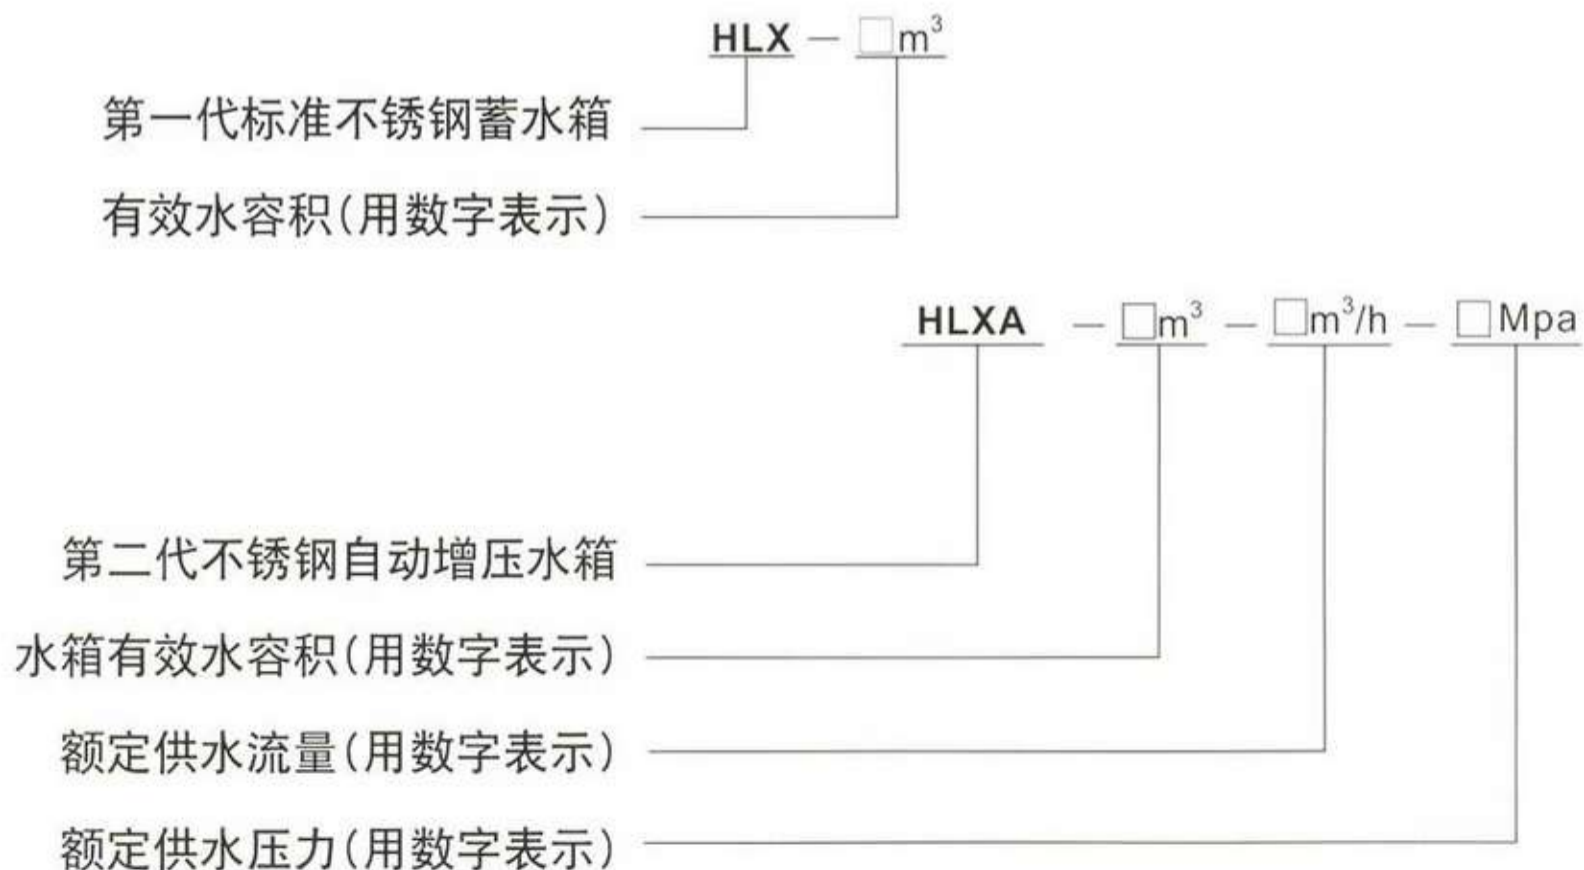 HLX — □m³
第一代标准不锈钢蓄水箱
有效水容积(用数字表示)
HLXA — □m³ — □m³/h — □Mpa
第二代不锈钢自动增压水箱
水箱有效水容积(用数字表示)
额定供水流量(用数字表示)
额定供水压力(用数字表示)